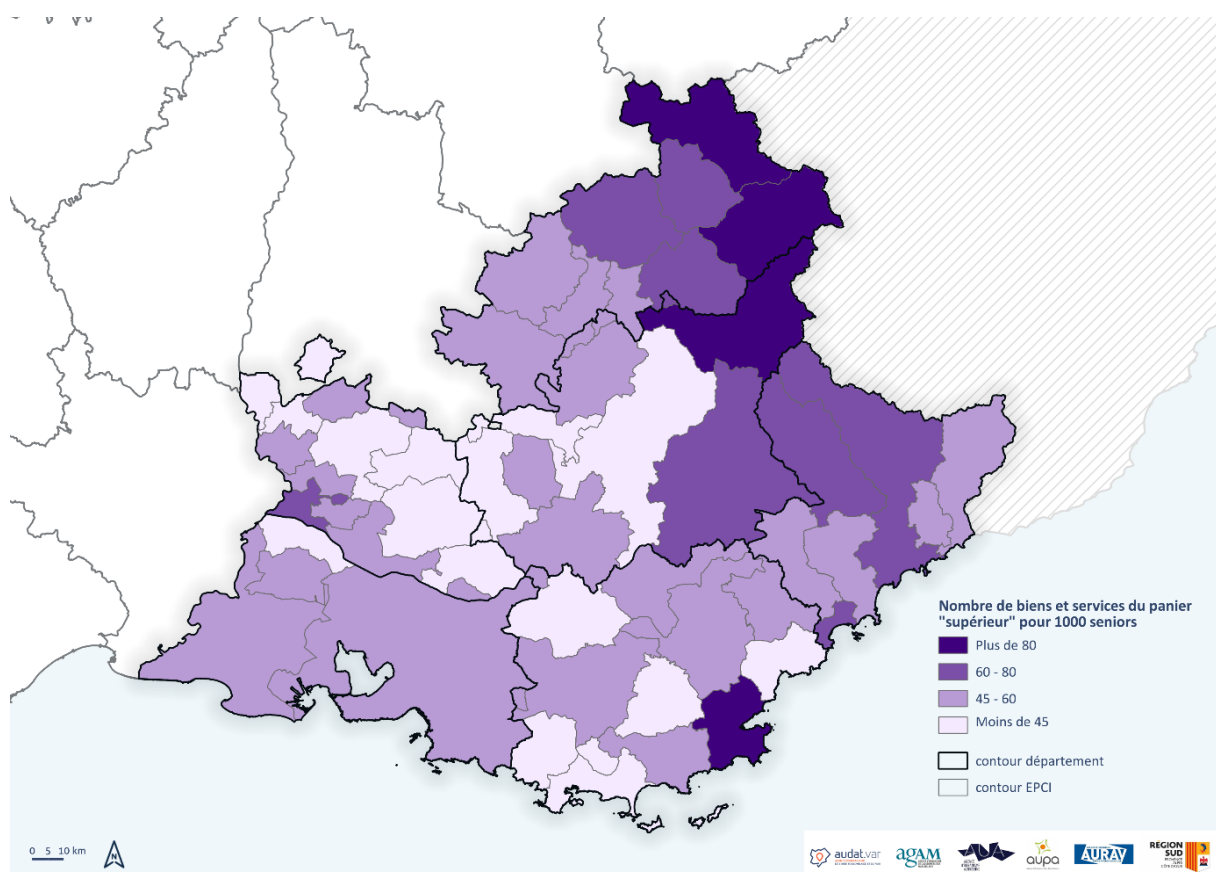 Nombre de biens et services du panier
"supérieur" pour 1000 seniors
Plus de 80
60 - 80
45 - 60
Moins de 45
contour département
contour EPCI
0 5 10 km
N
audat.var
agAM
aupa
AURAV
RÉGION
SUD